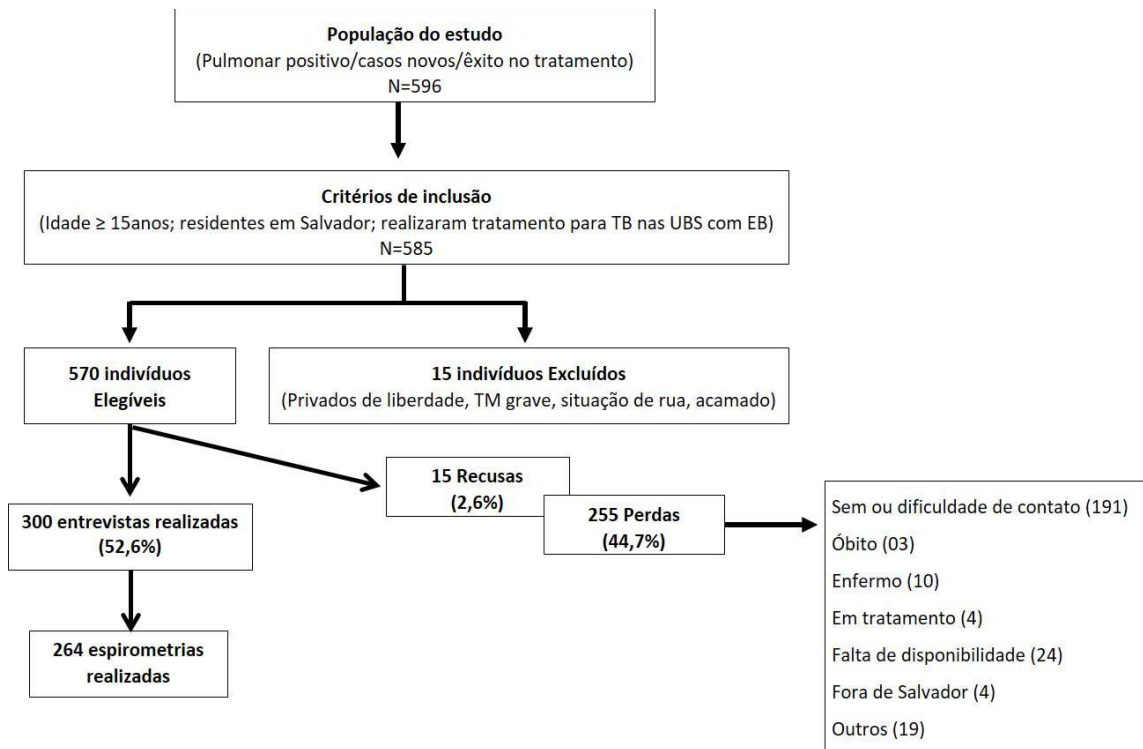 População do estudo
(Pulmonar positivo/casos novos/êxito no tratamento)
N=596
Critérios de inclusão
(Idade ≥ 15anos; residentes em Salvador; realizaram tratamento para TB nas UBS com EB)
N=585
570 indivíduos
Elegíveis
15 indivíduos Excluídos
(Privados de liberdade, TM grave, situação de rua, acamado)
15 Recusas
(2,6%)
300 entrevistas realizadas
(52,6%)
255 Perdas
(44,7%)
Sem ou dificuldade de contato (191)
Óbito (03)
Enfermo (10)
Em tratamento (4)
Falta de disponibilidade (24)
Fora de Salvador (4)
Outros (19)
264 espirometrias
realizadas